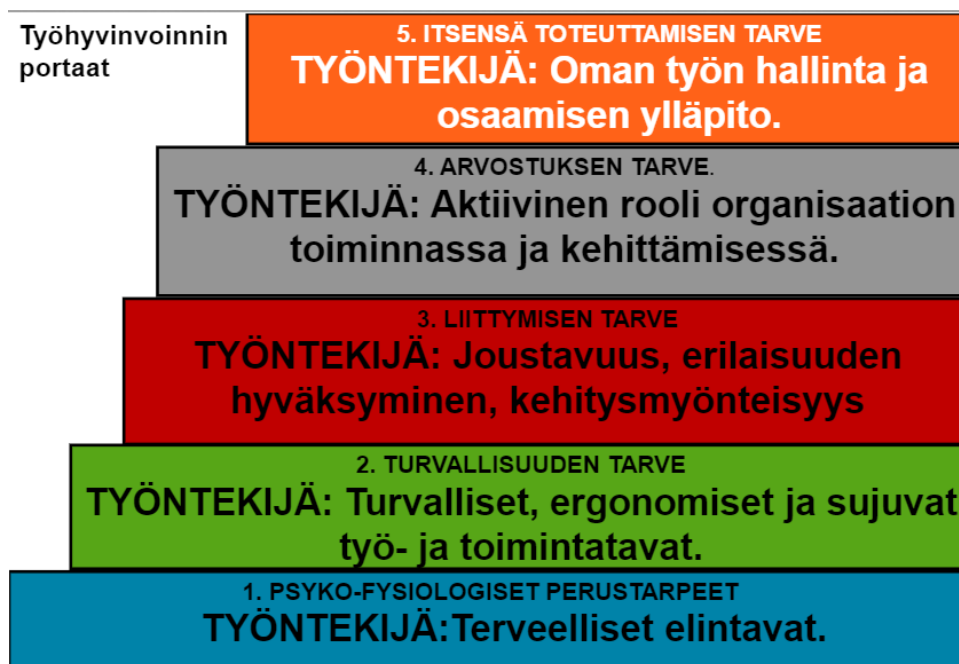 Työhyvinvoinnin
portaat
5. ITSENSÄ TOTEUTTAMISEN TARVE
TYÖNTEKIJÄ: Oman työn hallinta ja
osaamisen ylläpito.
4. ARVOSTUKSEN TARVE.
TYÖNTEKIJÄ: Aktiivinen rooli organisaation
toiminnassa ja kehittämisessä.
3. LIITTYMISEN TARVE
TYÖNTEKIJÄ: Joustavuus, erilaisuuden
hyväksyminen, kehitysmyönteisyys
2. TURVALLISUUDEN TARVE
TYÖNTEKIJÄ: Turvalliset, ergonomiset ja sujuvat
työ- ja toimintatavat.
1. PSYKO-FYSIOLOGISET PERUSTARPEET
TYÖNTEKIJÄ:Terveelliset elintavat.